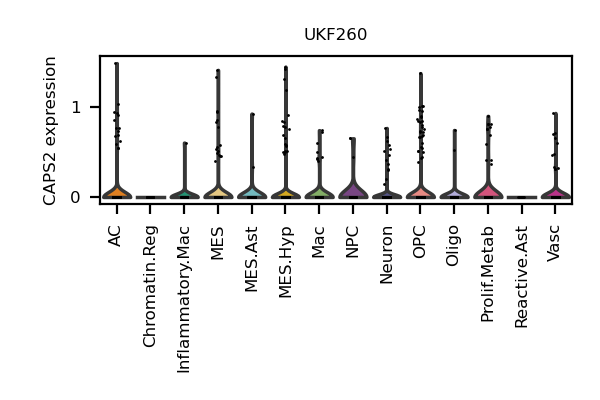 UKF260
CAPS2 expression
1
0
AC
Chromatin.Reg
Inflammatory.Mac
MES
MES.Ast
MES.Hyp
Mac
NPC
Neuron
OPC
Oligo
Prolif.Metab
Reactive.Ast
Vasc